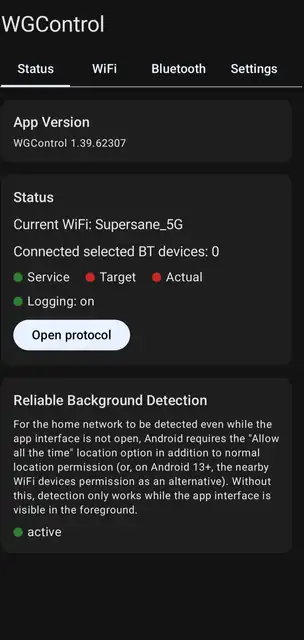 WGControl
Status WiFi Bluetooth Settings
App Version
WGControl 1.39.62307
Status
Current WiFi: Supersane_5G
Connected selected BT devices: 0
Service Target Actual
Logging: on
Open protocol
Reliable Background Detection
For the home network to be detected even while the
app interface is not open, Android requires the "Allow
all the time" location option in addition to normal
location permission (or, on Android 13+, the nearby
WiFi devices permission as an alternative). Without
this, detection only works while the app interface is
visible in the foreground.
active